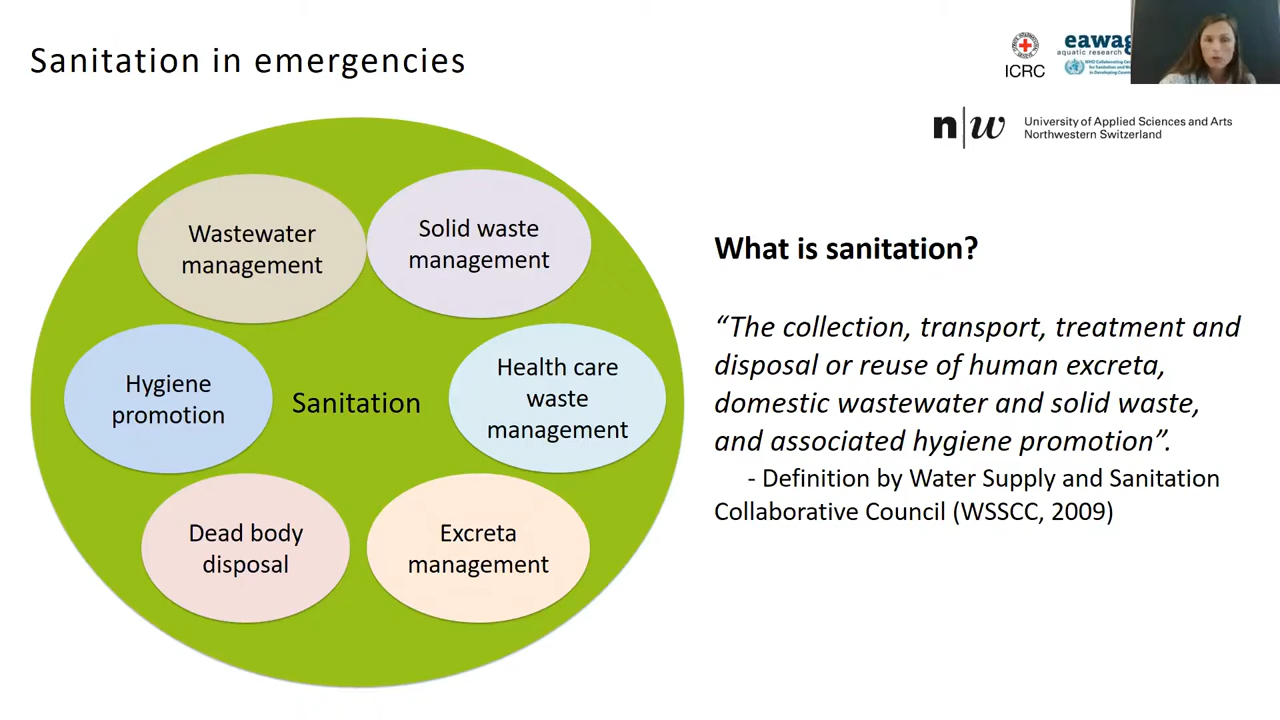 Sanitation in emergencies
ICRC
eawag
aquatic research
University of Applied Sciences and Arts
Northwestern Switzerland
n|w
Wastewater
management
Solid waste
management
Hygiene
promotion
Sanitation
Health care
waste
management
Dead body
disposal
Excreta
management
What is sanitation?
“The collection, transport, treatment and
disposal or reuse of human excreta,
domestic wastewater and solid waste,
and associated hygiene promotion”.
- Definition by Water Supply and Sanitation
Collaborative Council (WSSCC, 2009)